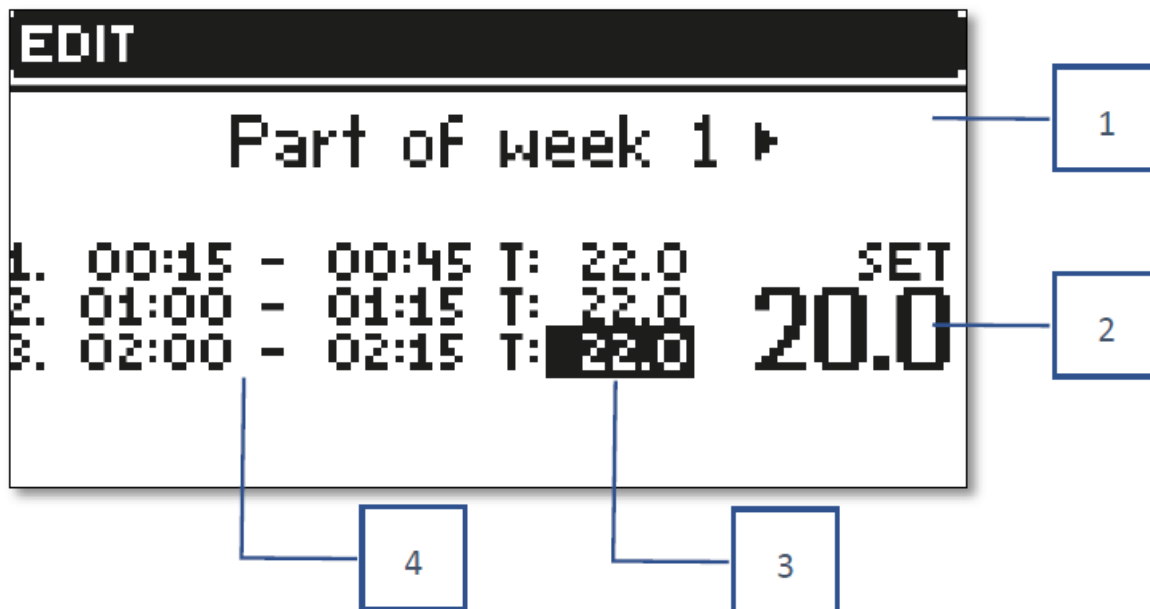 EDIT
Part of week 1 ▶
1. 00:15 - 00:45 T: 22.0
2. 01:00 - 01:15 T: 22.0
3. 02:00 - 02:15 T: 22.0
SET
20.0
1
2
4
3